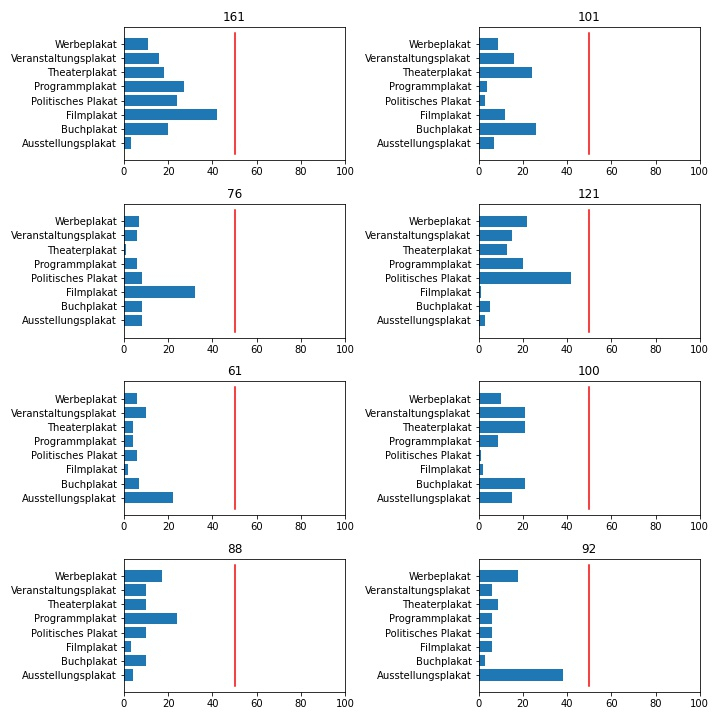 161
Werbeplakat
Veranstaltungsplakat
Theaterplakat
Programmplakat
Politisches Plakat
Filmplakat
Buchplakat
Ausstellungsplakat
0 20 40 60 80 100
101
Werbeplakat
Veranstaltungsplakat
Theaterplakat
Programmplakat
Politisches Plakat
Filmplakat
Buchplakat
Ausstellungsplakat
0 20 40 60 80 100
76
Werbeplakat
Veranstaltungsplakat
Theaterplakat
Programmplakat
Politisches Plakat
Filmplakat
Buchplakat
Ausstellungsplakat
0 20 40 60 80 100
121
Werbeplakat
Veranstaltungsplakat
Theaterplakat
Programmplakat
Politisches Plakat
Filmplakat
Buchplakat
Ausstellungsplakat
0 20 40 60 80 100
61
Werbeplakat
Veranstaltungsplakat
Theaterplakat
Programmplakat
Politisches Plakat
Filmplakat
Buchplakat
Ausstellungsplakat
0 20 40 60 80 100
100
Werbeplakat
Veranstaltungsplakat
Theaterplakat
Programmplakat
Politisches Plakat
Filmplakat
Buchplakat
Ausstellungsplakat
0 20 40 60 80 100
88
Werbeplakat
Veranstaltungsplakat
Theaterplakat
Programmplakat
Politisches Plakat
Filmplakat
Buchplakat
Ausstellungsplakat
0 20 40 60 80 100
92
Werbeplakat
Veranstaltungsplakat
Theaterplakat
Programmplakat
Politisches Plakat
Filmplakat
Buchplakat
Ausstellungsplakat
0 20 40 60 80 100